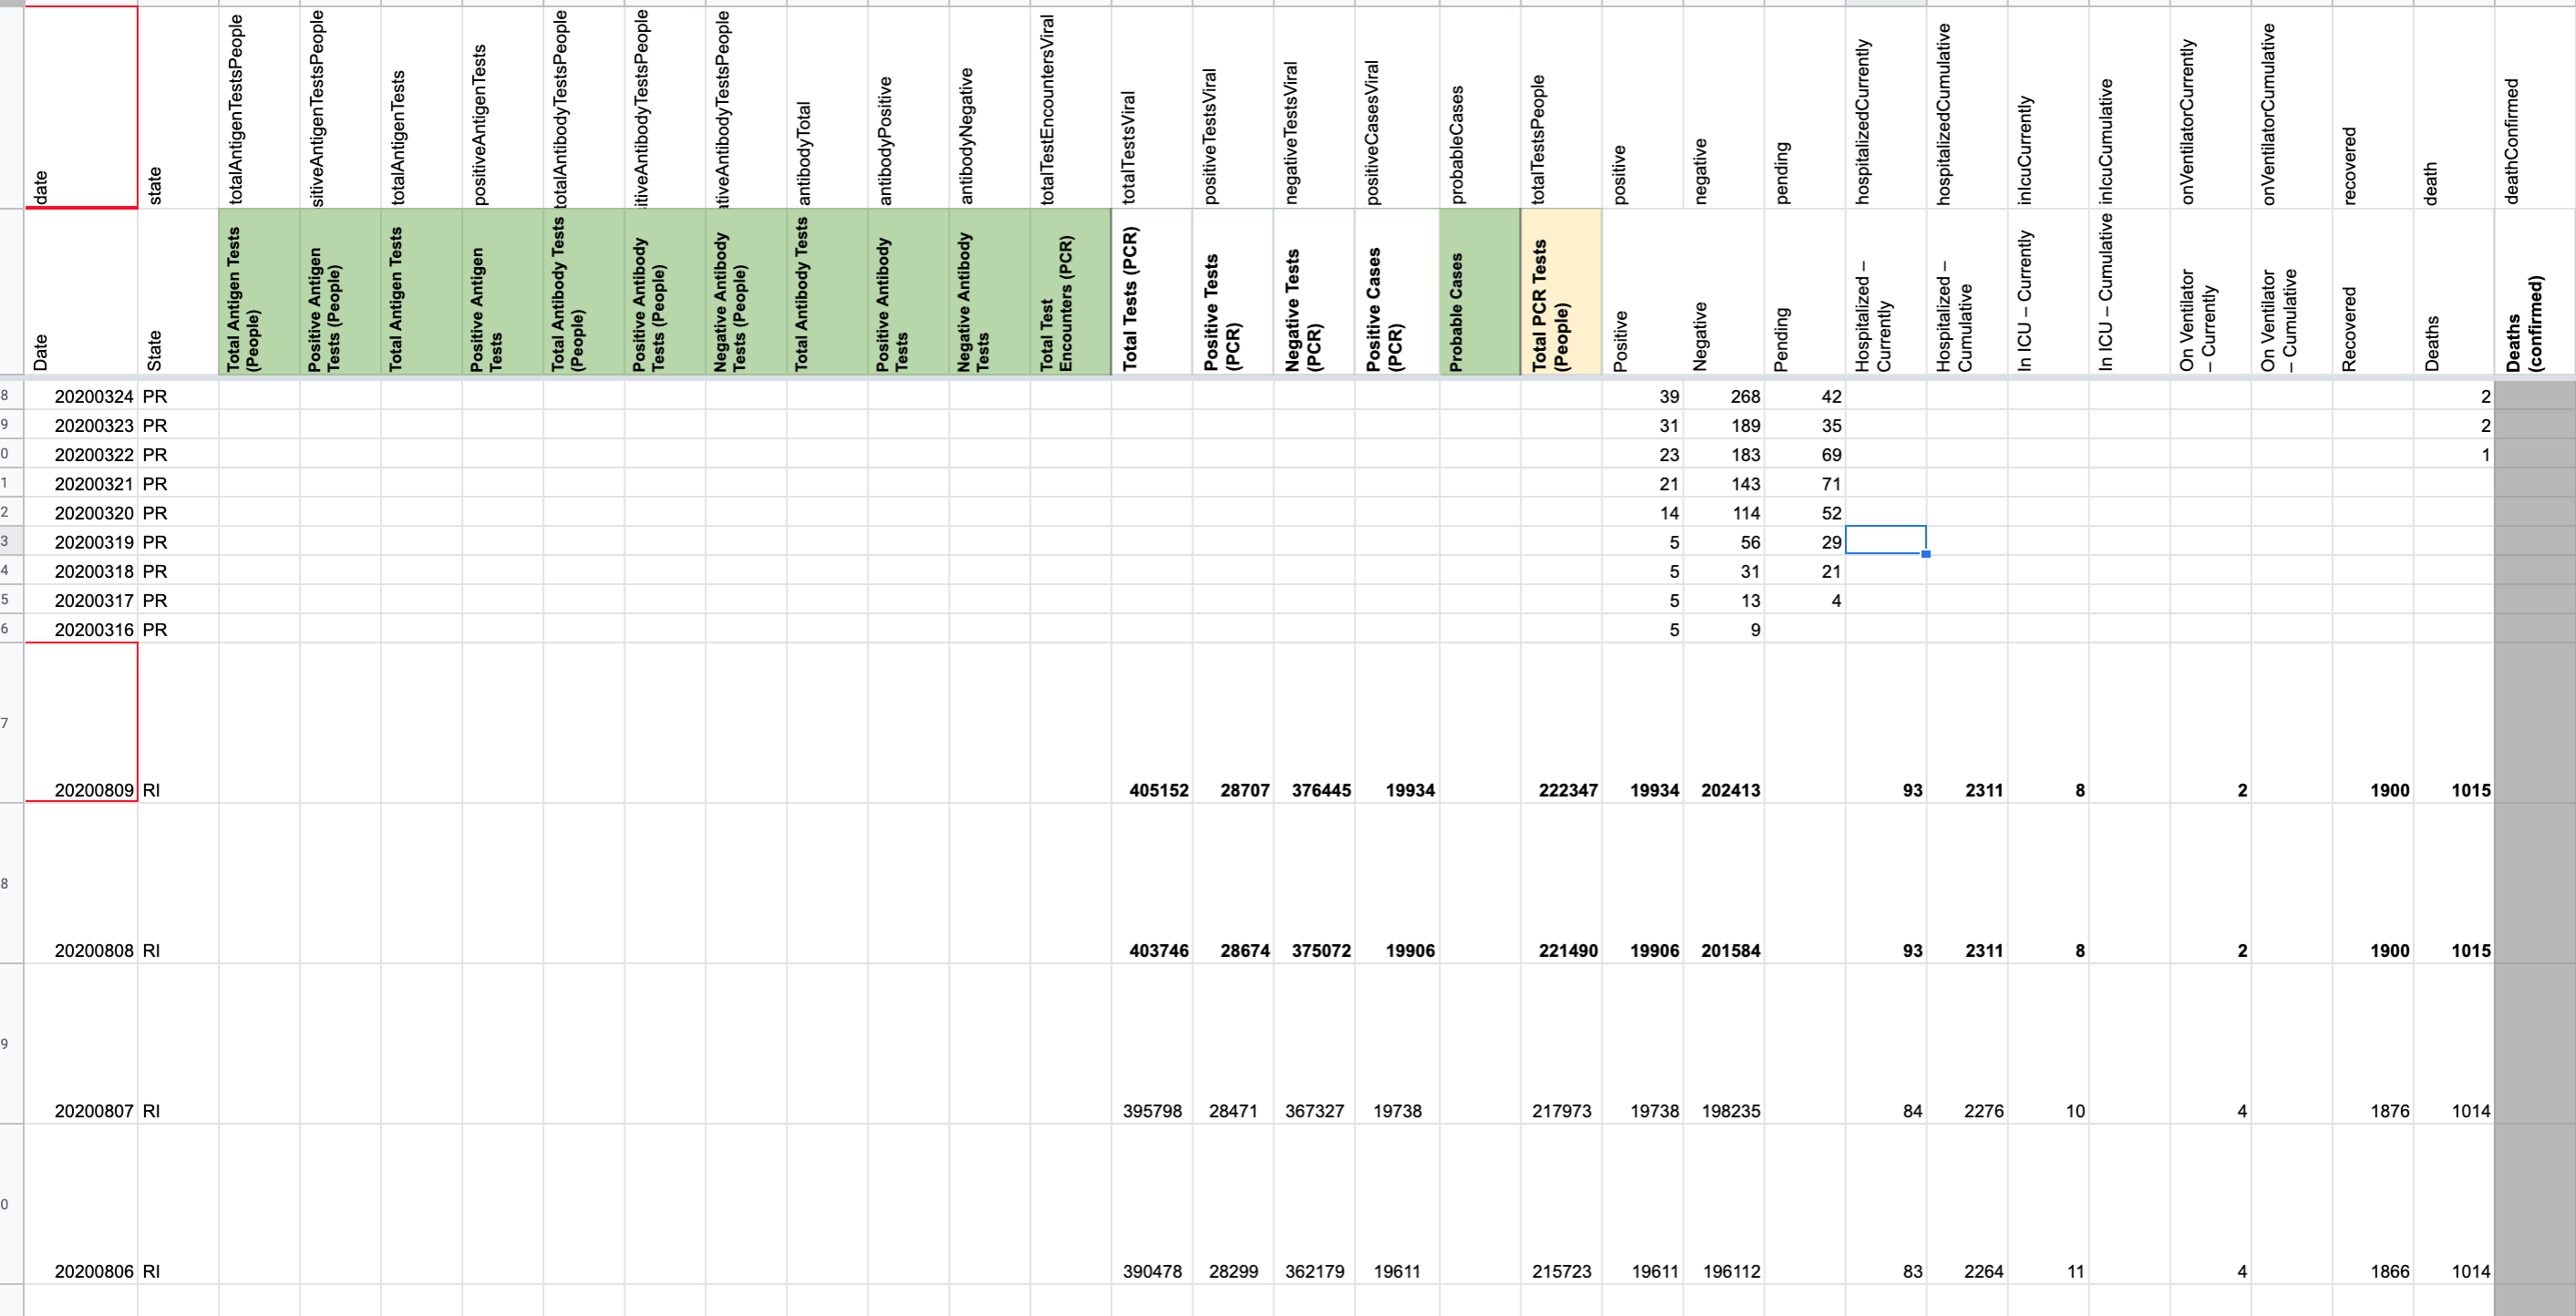 date state totalAntigenTestsPeople sitiveAntigenTestsPeople totalAntigenTests positiveAntigenTests totalAntibodyTestsPeople itiveAntibodyTestsPeople ativeAntibodyTestsPeople antibodyTotal antibodyPositive antibodyNegative totalTestEncountersViral totalTestsViral positiveTestsViral negativeTestsViral positiveCasesViral probableCases totalTestsPeople positive negative pending hospitalizedCurrently hospitalizedCumulative inIcuCurrently inIcuCumulative onVentilatorCurrently onVentilatorCumulative recovered death deathConfirmed
Date
State
Total Antigen Tests
(People)
Positive Antigen
Tests (People)
Total Antigen Tests
Positive Antigen
Tests
Total Antibody Tests
(People)
Positive Antibody
Tests (People)
Negative Antibody
Tests (People)
Total Antibody Tests
Positive Antibody
Tests
Negative Antibody
Tests
Total Test
Encounters (PCR)
Total Tests (PCR)
Positive Tests
(PCR)
Negative Tests
(PCR)
Positive Cases
(PCR)
Probable Cases
Total PCR Tests
(People)
Positive
Negative
Pending
Hospitalized –
Currently
Hospitalized –
Cumulative
In ICU – Currently
In ICU – Cumulative
On Ventilator
– Currently
On Ventilator
– Cumulative
Recovered
Deaths
Deaths
(confirmed)
8 20200324 PR 39 268 42 2
9 20200323 PR 31 189 35 2
0 20200322 PR 23 183 69 1
1 20200321 PR 21 143 71
2 20200320 PR 14 114 52
3 20200319 PR 5 56 29
4 20200318 PR 5 31 21
5 20200317 PR 5 13 4
6 20200316 PR 5 9
7 20200809 RI 405152 28707 376445 19934 222347 19934 202413 93 2311 8 2 1900 1015
8 20200808 RI 403746 28674 375072 19906 221490 19906 201584 93 2311 8 2 1900 1015
9 20200807 RI 395798 28471 367327 19738 217973 19738 198235 84 2276 10 4 1876 1014
0 20200806 RI 390478 28299 362179 19611 215723 19611 196112 83 2264 11 4 1866 1014